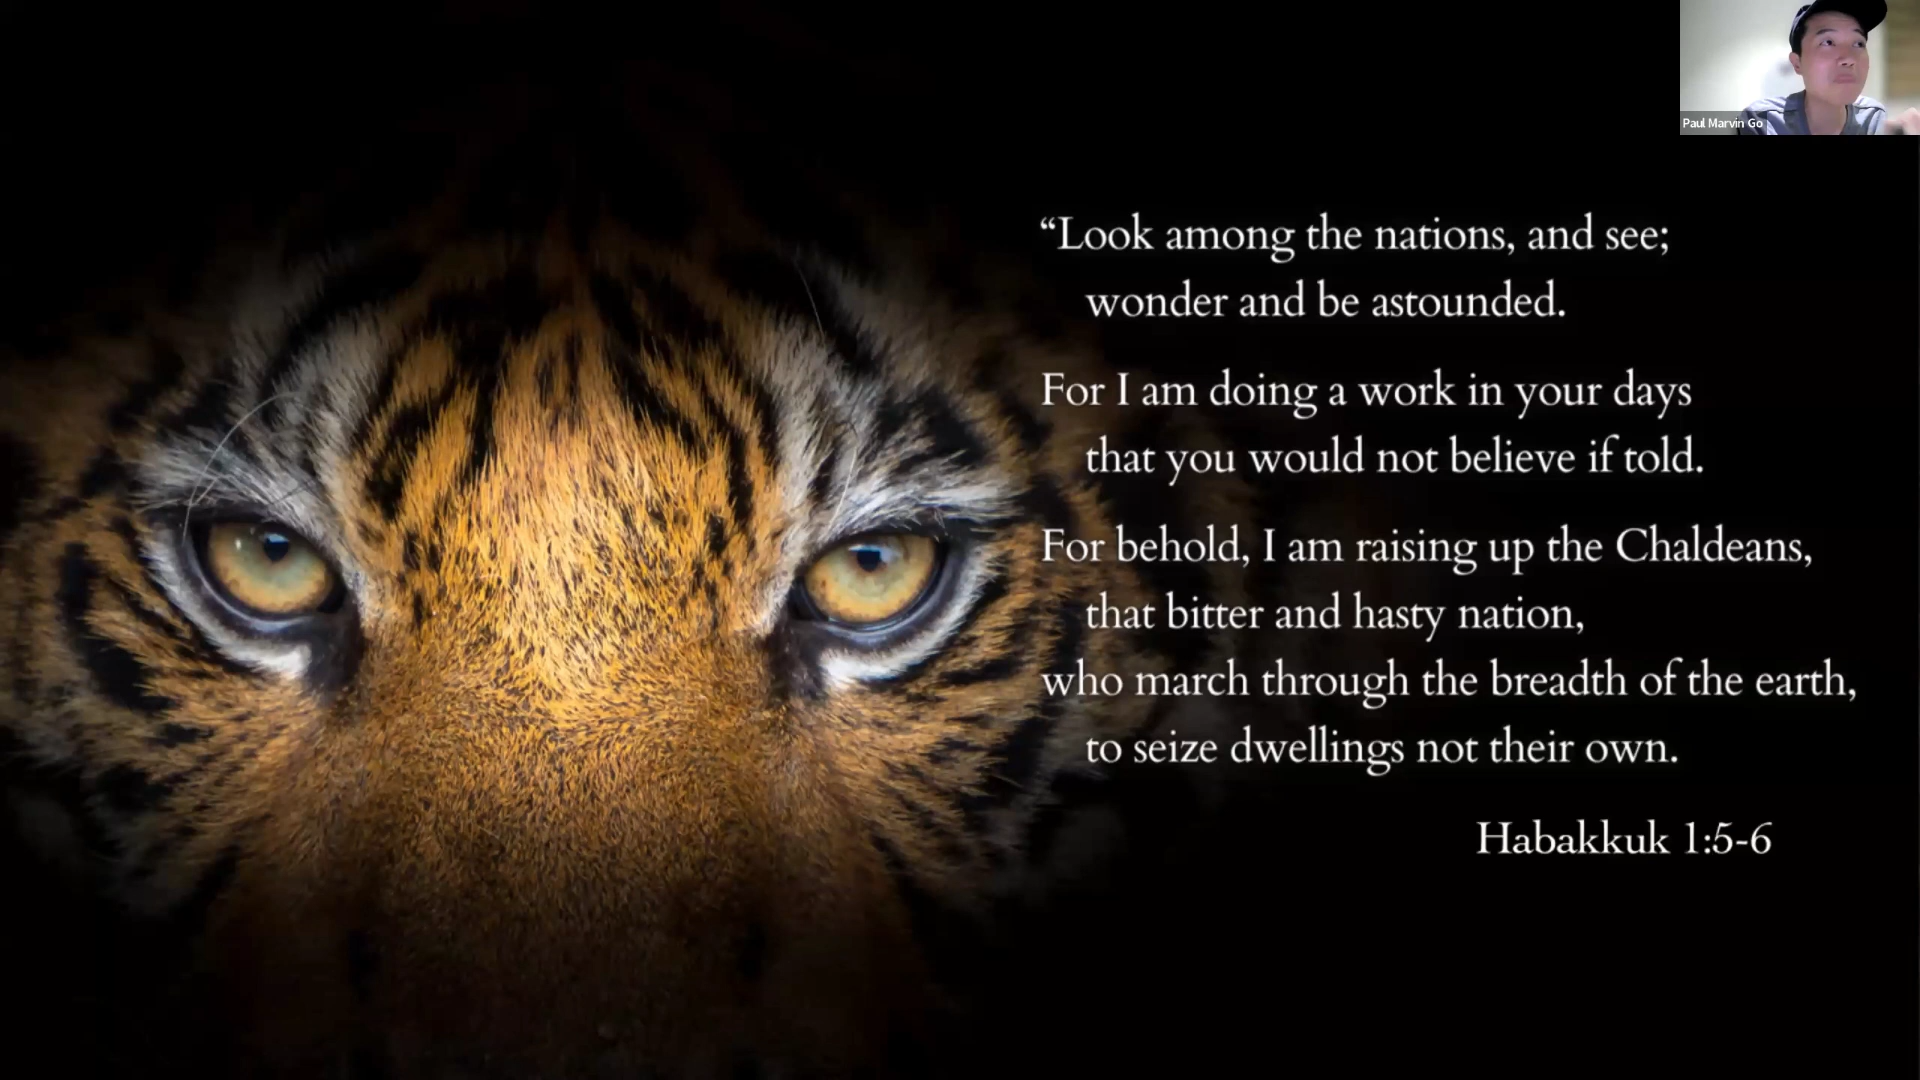 Paul Marvin Go
“Look among the nations, and see;
wonder and be astounded.
For I am doing a work in your days
that you would not believe if told.
For behold, I am raising up the Chaldeans,
that bitter and hasty nation,
who march through the breadth of the earth,
to seize dwellings not their own.
Habakkuk 1:5-6